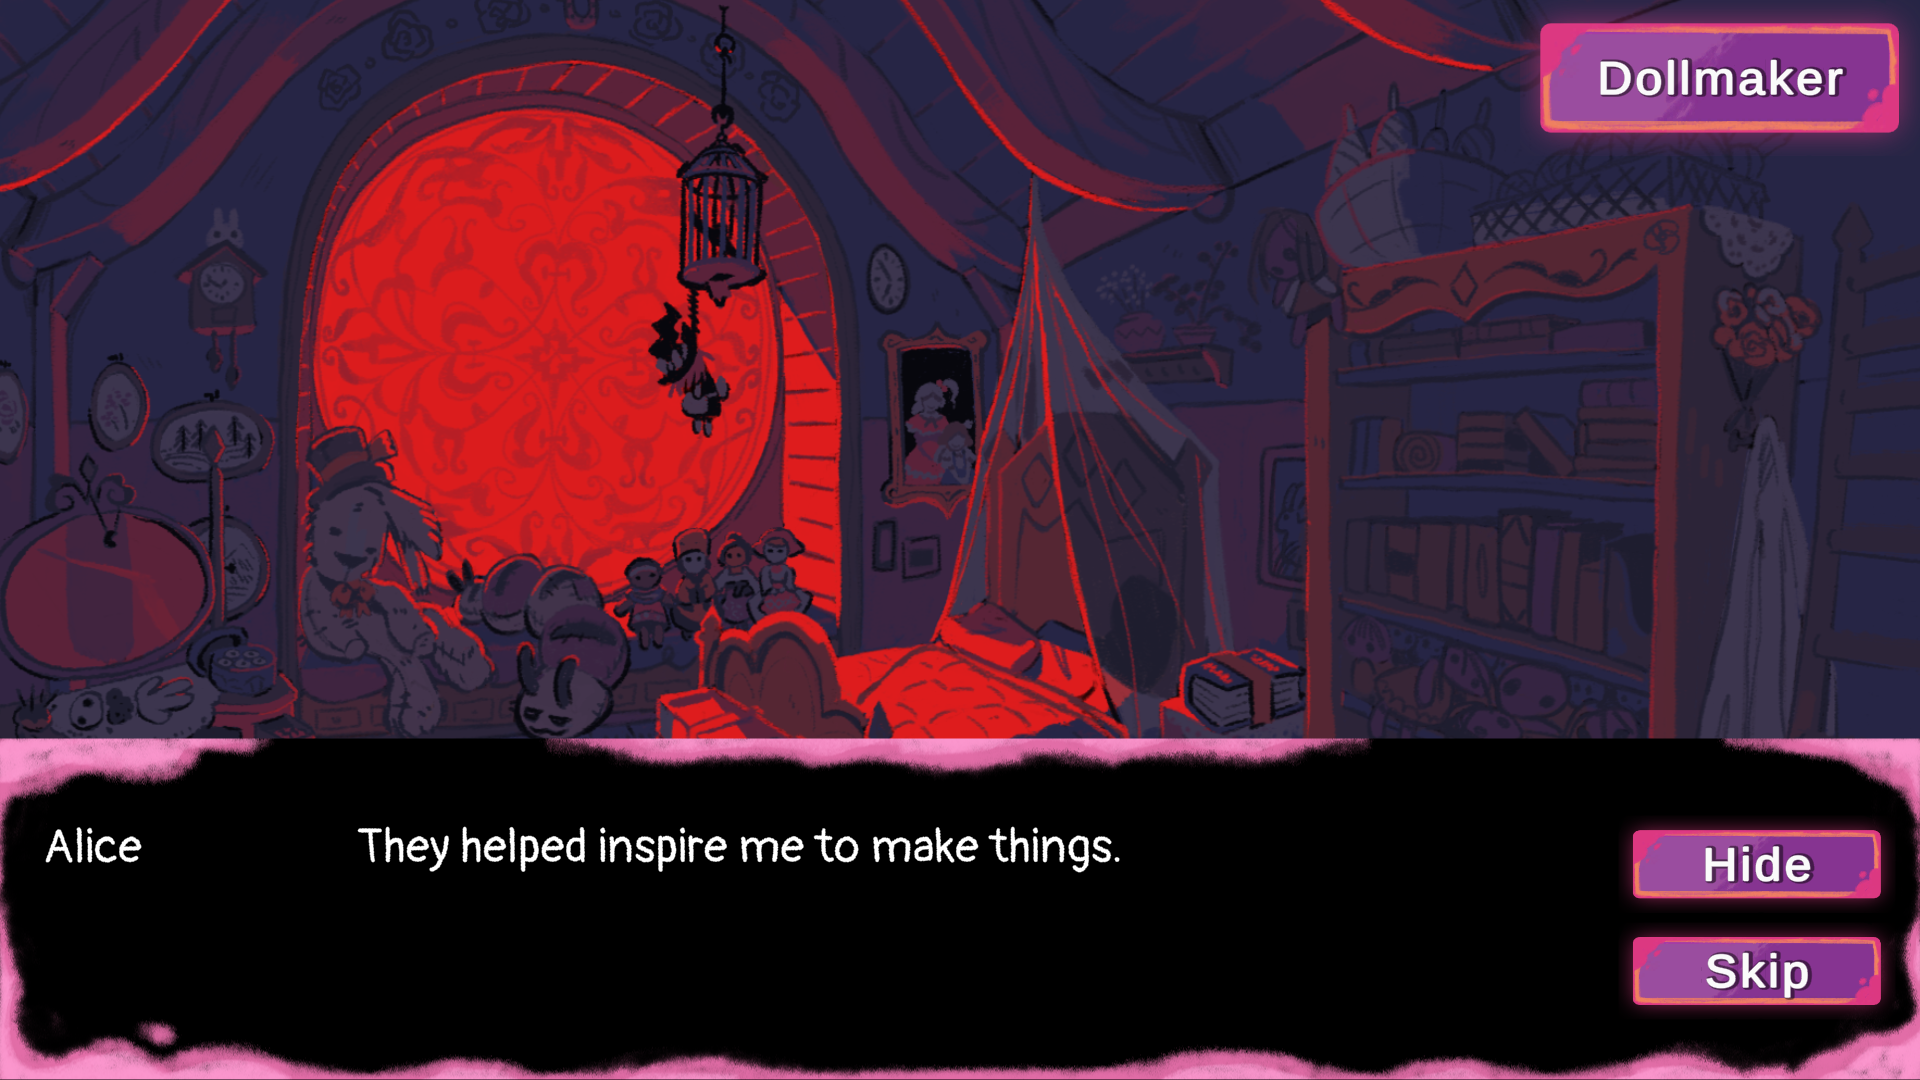 Dollmaker
Alice
They helped inspire me to make things.
Hide
Skip